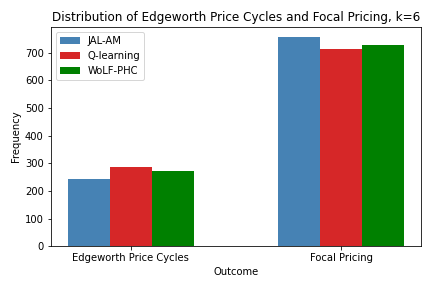 Distribution of Edgeworth Price Cycles and Focal Pricing, k=6
JAL-AM
Q-learning
WoLF-PHC
Frequency
700
600
500
400
300
200
100
0
Edgeworth Price Cycles
Focal Pricing
Outcome